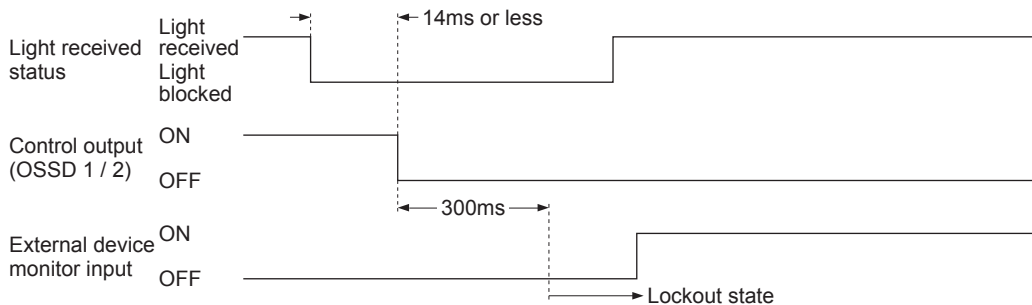 14ms or less
Light received
status
Light
received
Light
blocked
Control output
(OSSD 1 / 2)
ON
OFF
300ms
External device
monitor input
ON
OFF
Lockout state